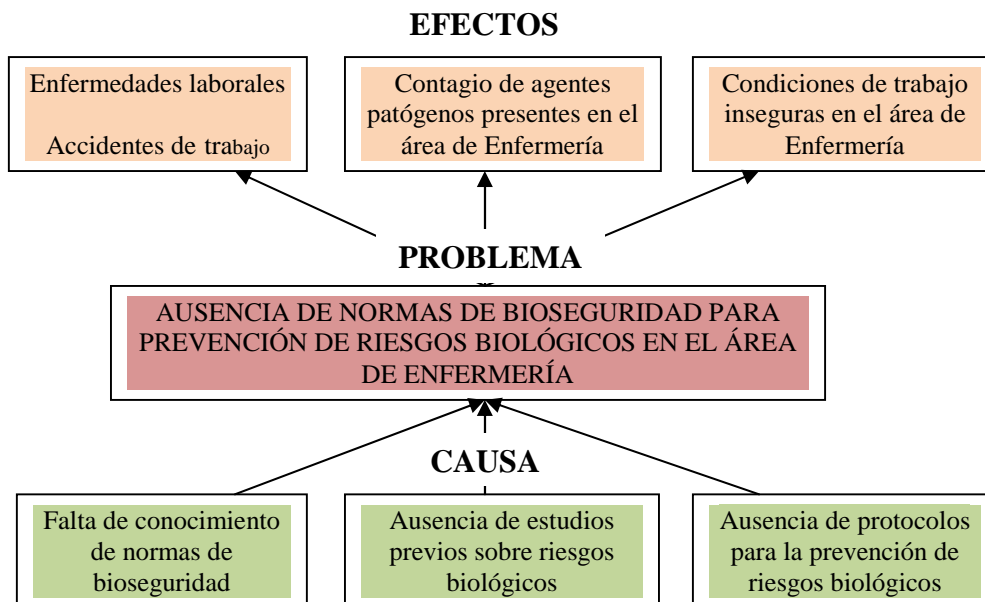 EFECTOS
Enfermedades laborales
Accidentes de trabajo
Contagio de agentes
patógenos presentes en el
área de Enfermería
Condiciones de trabajo
inseguras en el área de
Enfermería
PROBLEMA
AUSENCIA DE NORMAS DE BIOSEGURIDAD PARA
PREVENCIÓN DE RIESGOS BIOLÓGICOS EN EL ÁREA
DE ENFERMERÍA
CAUSA
Falta de conocimiento
de normas de
bioseguridad
Ausencia de estudios
previos sobre riesgos
biológicos
Ausencia de protocolos
para la prevención de
riesgos biológicos